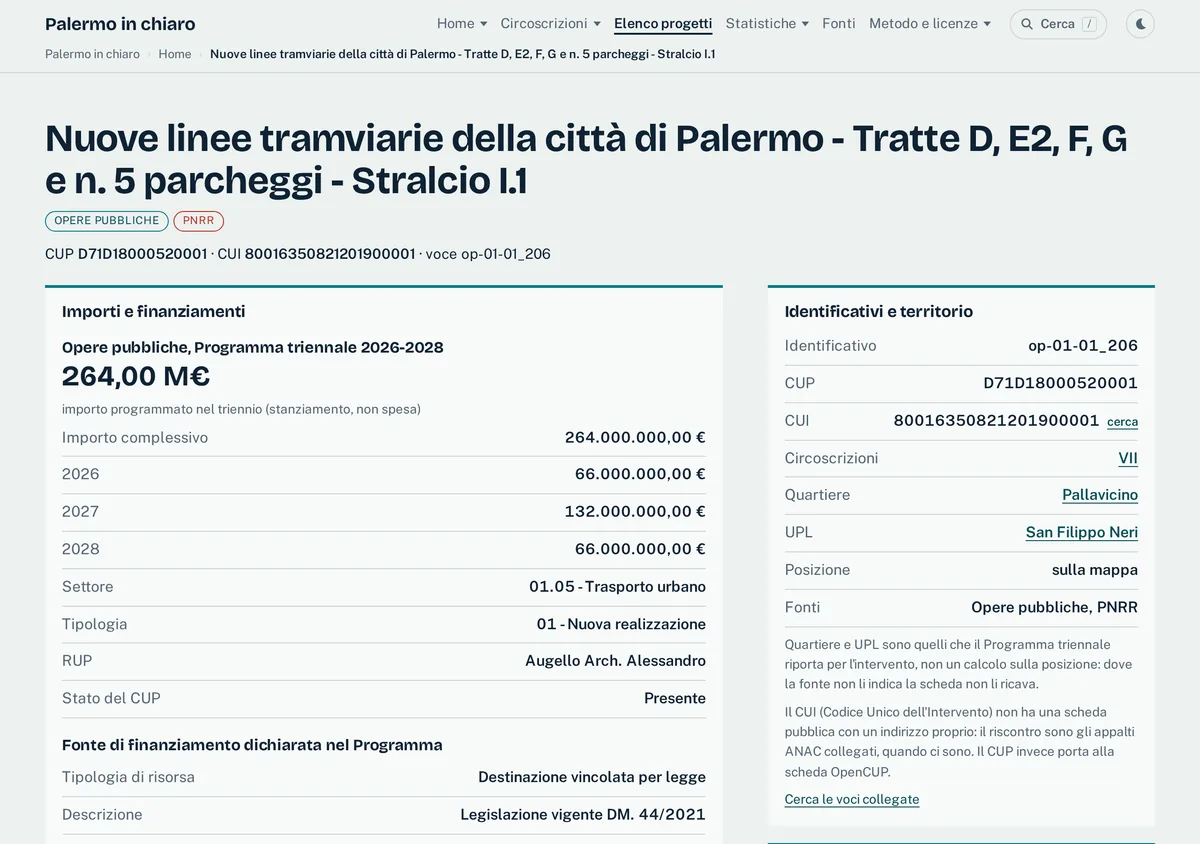 Palermo in chiaro
Home Circoscrizioni Elenco progetti Statistiche Fonti Metodo e licenze Cerca /
Palermo in chiaro › Home › Nuove linee tramviarie della città di Palermo - Tratte D, E2, F, G e n. 5 parcheggi - Stralcio I.1
Nuove linee tramviarie della città di Palermo - Tratte D, E2, F, G
e n. 5 parcheggi - Stralcio I.1
OPERE PUBBLICHE PNRR
CUP D71D18000520001 · CUI 80016350821201900001 · voce op-01-01_206
Importi e finanziamenti
Opere pubbliche, Programma triennale 2026-2028
264,00 M€
importo programmato nel triennio (stanziamento, non spesa)
Importo complessivo 264.000.000,00 €
2026 66.000.000,00 €
2027 132.000.000,00 €
2028 66.000.000,00 €
Settore 01.05 - Trasporto urbano
Tipologia 01 - Nuova realizzazione
RUP Augello Arch. Alessandro
Stato del CUP Presente
Fonte di finanziamento dichiarata nel Programma
Tipologia di risorsa Destinazione vincolata per legge
Descrizione Legislazione vigente DM. 44/2021
Identificativi e territorio
Identificativo op-01-01_206
CUP D71D18000520001
CUI 80016350821201900001 cerca
Circoscrizioni VII
Quartiere Pallavicino
UPL San Filippo Neri
Posizione sulla mappa
Fonti Opere pubbliche, PNRR
Quartiere e UPL sono quelli che il Programma triennale
riporta per l'intervento, non un calcolo sulla posizione: dove
la fonte non li indica la scheda non li ricava.
Il CUI (Codice Unico dell'Intervento) non ha una scheda
pubblica con un indirizzo proprio: il riscontro sono gli appalti
ANAC collegati, quando ci sono. Il CUP invece porta alla
scheda OpenCUP.
Cerca le voci collegate